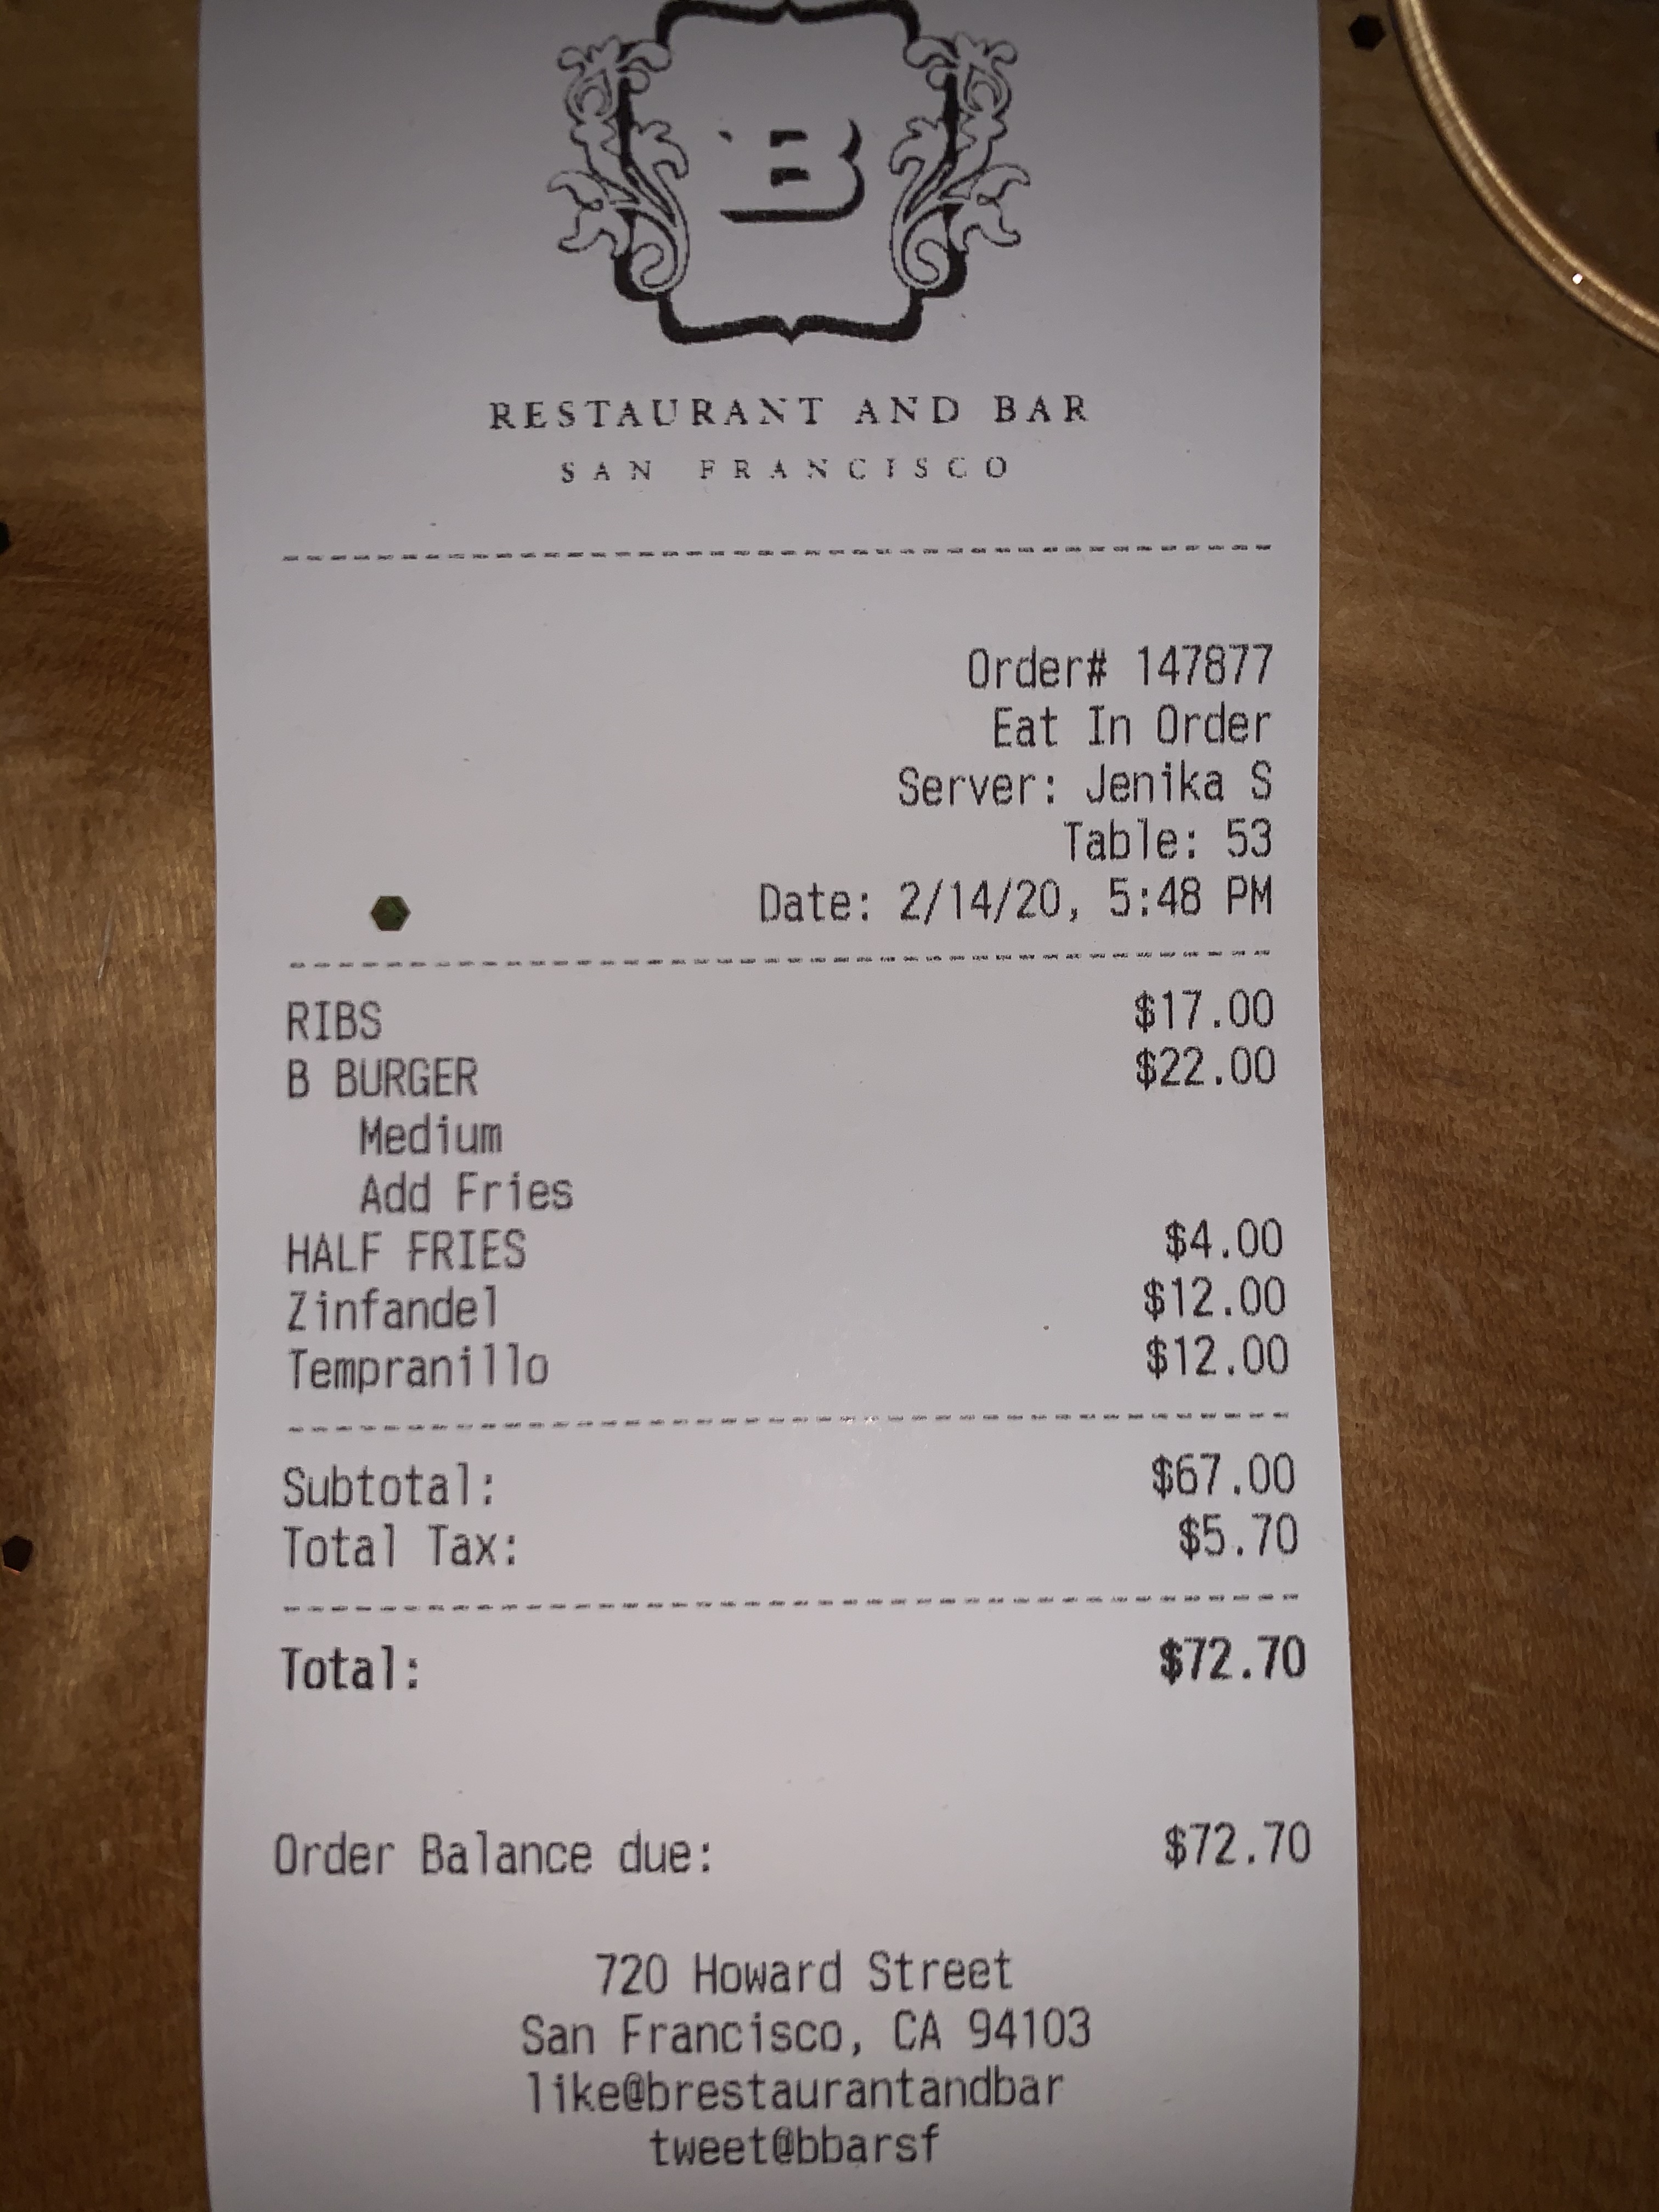 B
RESTAURANT AND BAR
SAN FRANCISCO
Order# 147877
Eat In Order
Server: Jenika S
Table: 53
Date: 2/14/20, 5:48 PM
RIBS $17.00
B BURGER $22.00
Medium
Add Fries
HALF FRIES $4.00
Zinfandel $12.00
Tempranillo $12.00
Subtotal: $67.00
Total Tax: $5.70
Total: $72.70
Order Balance due: $72.70
720 Howard Street
San Francisco, CA 94103
like@brestaurantandbar
tweet@bbarsf